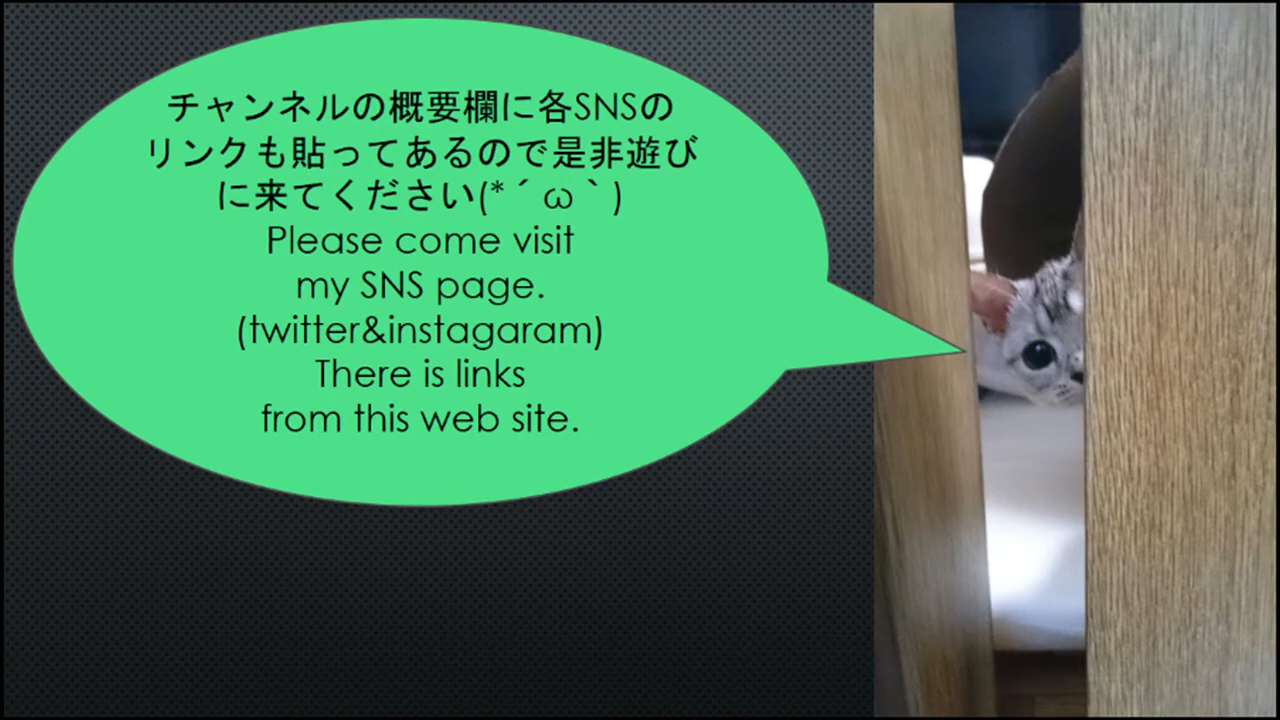 チャンネルの概要欄に各SNSの
リンクも貼ってあるので是非遊び
に来てください(*´ω｀)
Please come visit
my SNS page.
(twitter&instagaram)
There is links
from this web site.